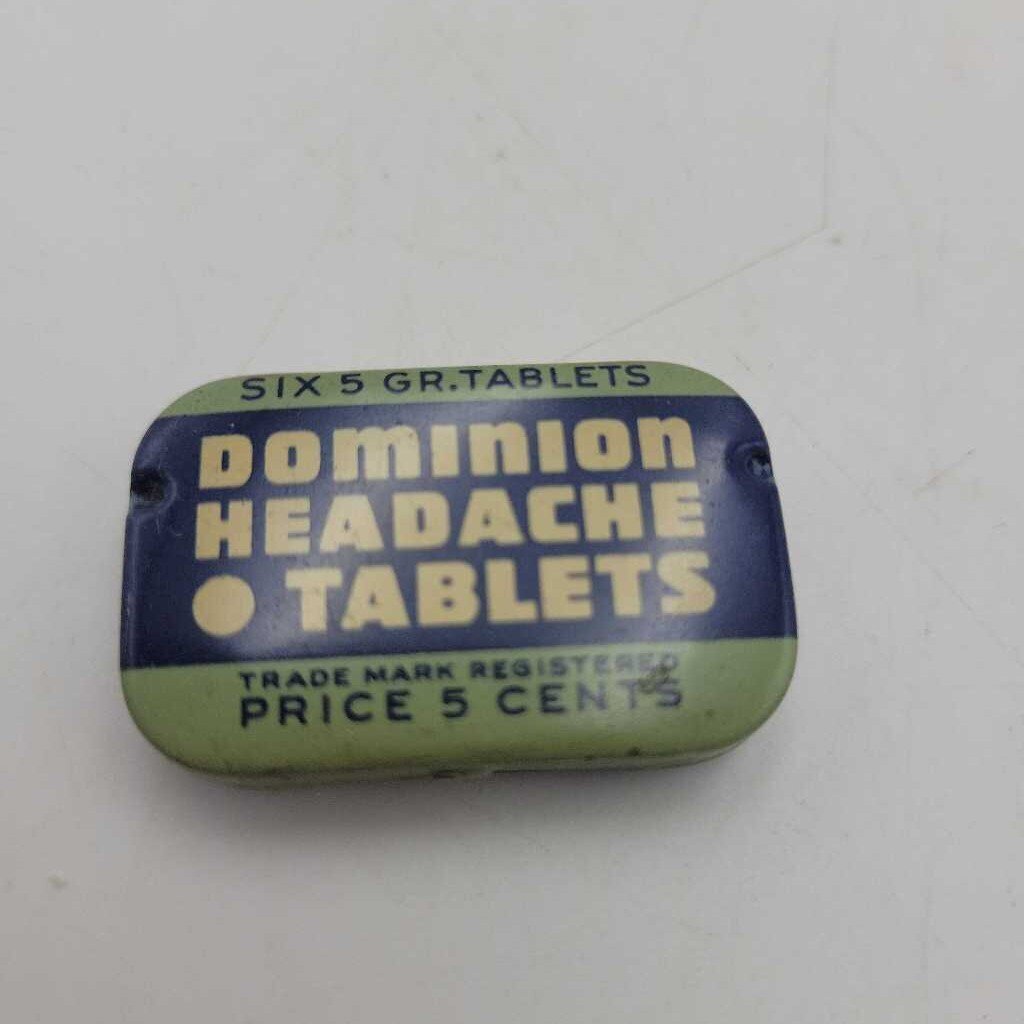 SIX 5 GR. TABLETS
DOMINION
HEADACHE
TABLETS
TRADE MARK REGISTERED
PRICE 5 CENTS